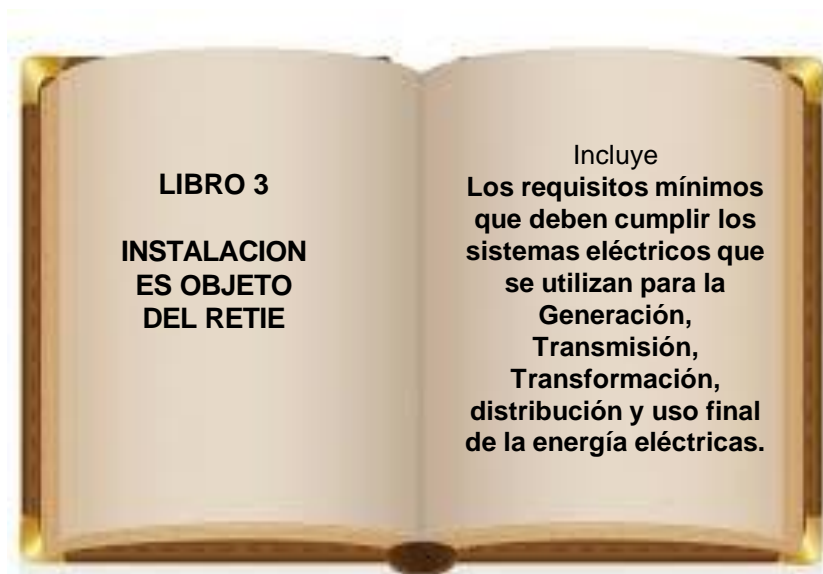 LIBRO 3
INSTALACION
ES OBJETO
DEL RETIE
Incluye
Los requisitos mínimos
que deben cumplir los
sistemas eléctricos que
se utilizan para la
Generación,
Transmisión,
Transformación,
distribución y uso final
de la energía eléctricas.